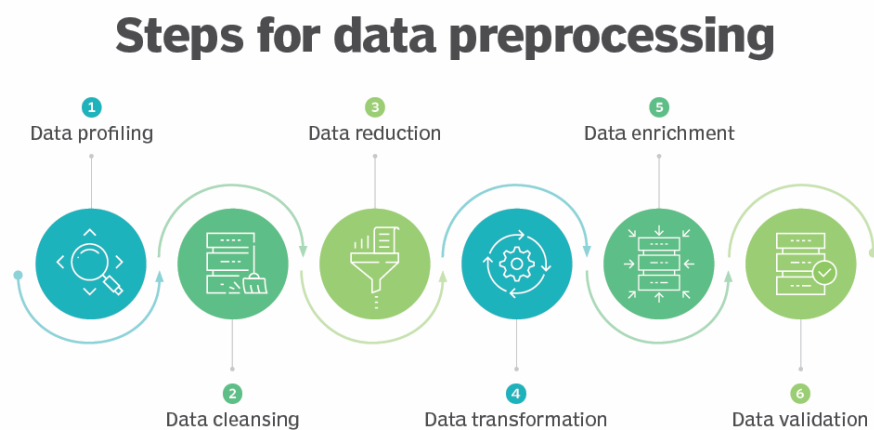 Steps for data preprocessing
1
Data profiling
2
Data cleansing
3
Data reduction
4
Data transformation
5
Data enrichment
6
Data validation